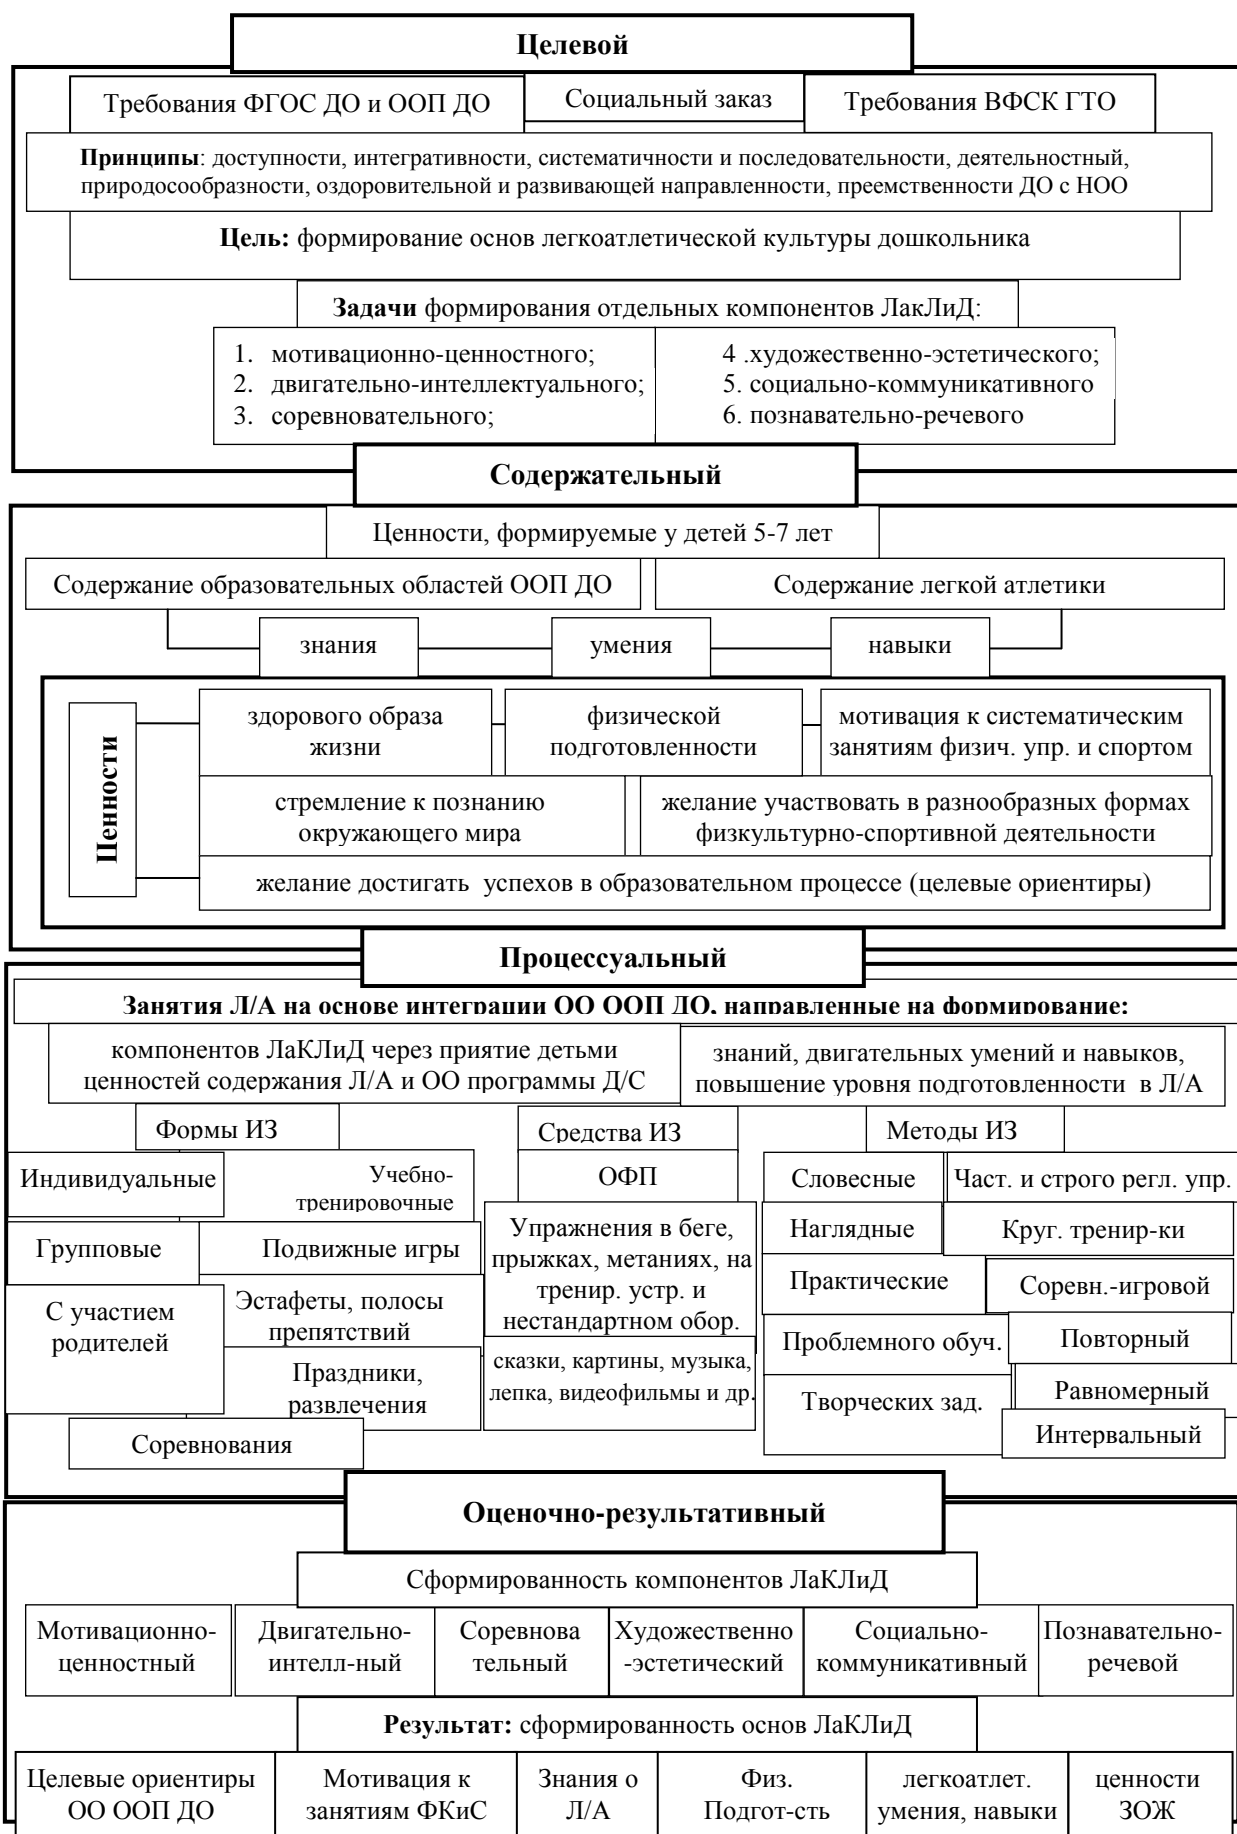 Целевой
Требования ФГОС ДО и ООП ДО
Социальный заказ
Требования ВФСК ГТО
Принципы: доступности, интегративности, систематичности и последовательности, деятельностный,
природосообразности, оздоровительной и развивающей направленности, преемственности ДО с НОО
Цель: формирование основ легкоатлетической культуры дошкольника
Задачи формирования отдельных компонентов ЛакЛиД:
1. мотивационно-ценностного;
2. двигательно-интеллектуального;
3. соревновательного;
4 .художественно-эстетического;
5. социально-коммуникативного
6. познавательно-речевого
Содержательный
Ценности, формируемые у детей 5-7 лет
Содержание образовательных областей ООП ДО
Содержание легкой атлетики
знания
умения
навыки
Ценности
здорового образа
жизни
физической
подготовленности
мотивация к систематическим
занятиям физич. упр. и спортом
стремление к познанию
окружающего мира
желание участвовать в разнообразных формах
физкультурно-спортивной деятельности
желание достигать успехов в образовательном процессе (целевые ориентиры)
Процессуальный
Занятия Л/А на основе интеграции ОО ООП ДО, направленные на формирование:
компонентов ЛаКЛиД через приятие детьми
ценностей содержания Л/А и ОО программы Д/С
знаний, двигательных умений и навыков,
повышение уровня подготовленности в Л/А
Формы ИЗ
Средства ИЗ
Методы ИЗ
Индивидуальные
Учебно-
тренировочные
Групповые
Подвижные игры
С участием
родителей
Эстафеты, полосы
препятствий
Праздники,
развлечения
Соревнования
ОФП
Упражнения в беге,
прыжках, метаниях, на
тренир. устр. и
нестандартном обор.
сказки, картины, музыка,
лепка, видеофильмы и др.
Словесные
Част. и строго регл. упр.
Наглядные
Круг. тренир-ки
Практические
Соревн.-игровой
Проблемного обуч.
Повторный
Творческих зад.
Равномерный
Интервальный
Оценочно-результативный
Сформированность компонентов ЛаКЛиД
Мотивационно-
ценностный
Двигательно-
интелл-ный
Соревнова
тельный
Художественно
-эстетический
Социально-
коммуникативный
Познавательно-
речевой
Результат: сформированность основ ЛаКЛиД
Целевые ориентиры
ОО ООП ДО
Мотивация к
занятиям ФКиС
Знания о
Л/А
Физ.
Подгот-сть
легкоатлет.
умения, навыки
ценности
ЗОЖ